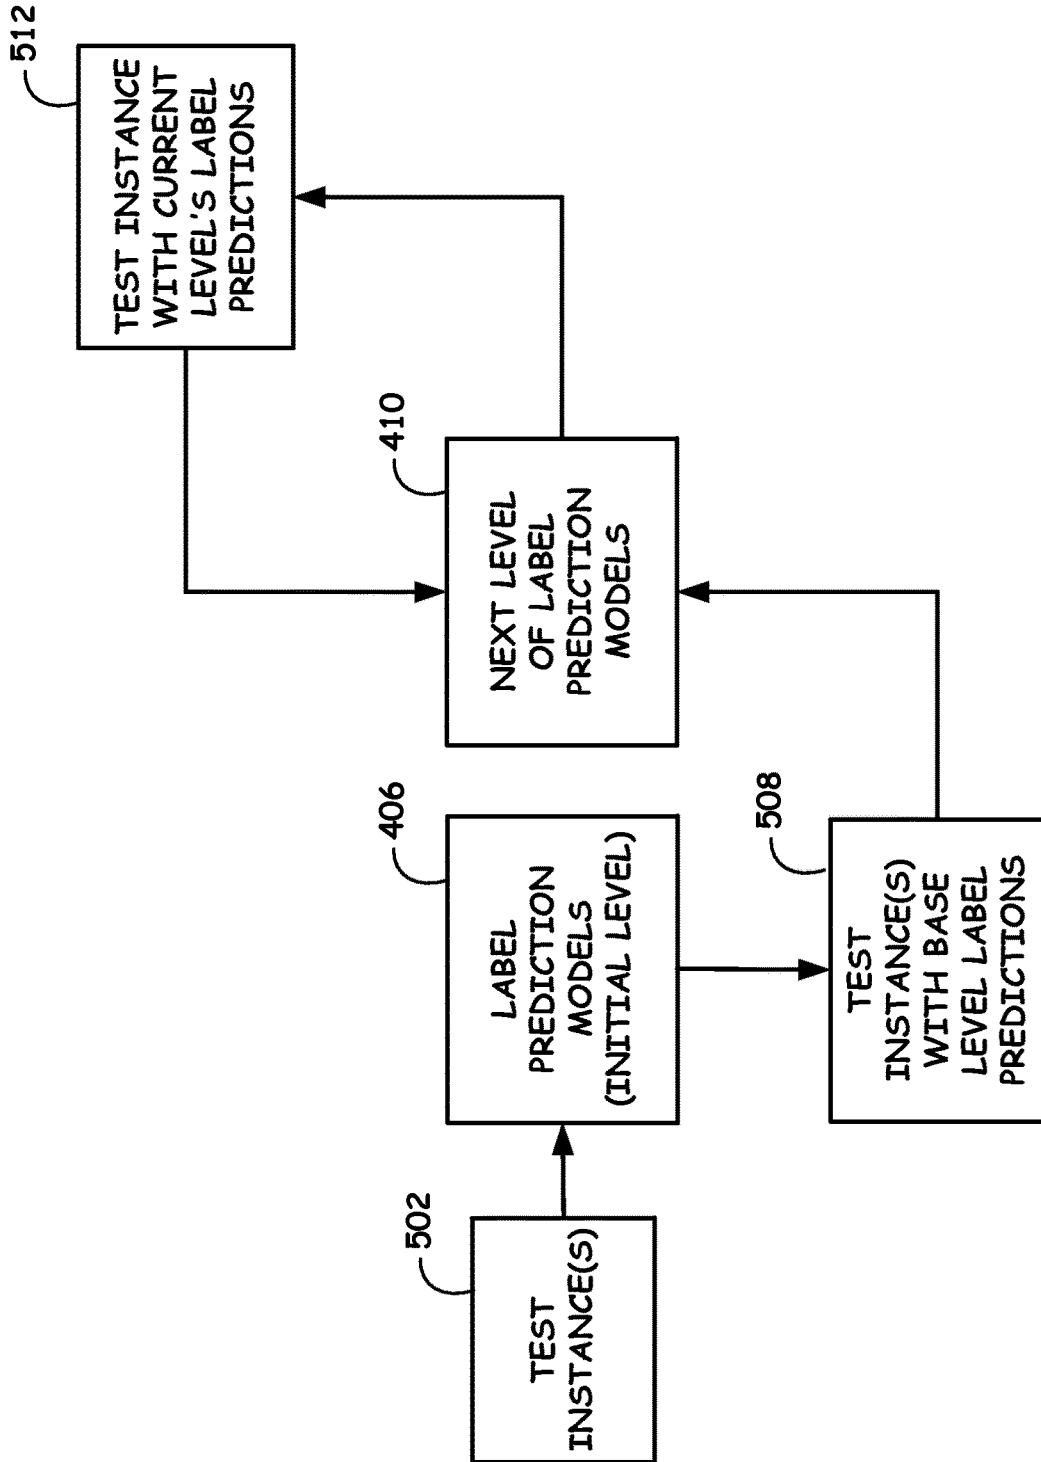 502
TEST
INSTANCE(S)
406
LABEL
PREDICTION
MODELS
(INITIAL LEVEL)
508
TEST
INSTANCE(S)
WITH BASE
LEVEL LABEL
PREDICTIONS
410
NEXT LEVEL
OF LABEL
PREDICTION
MODELS
512
TEST INSTANCE
WITH CURRENT
LEVEL'S LABEL
PREDICTIONS